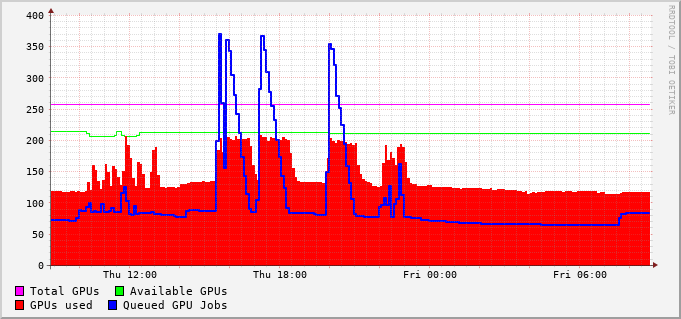 400
350
300
250
200
150
100
50
0
Thu 12:00 Thu 18:00 Fri 00:00 Fri 06:00
Total GPUs Available GPUs
GPUs used Queued GPU Jobs
RRDTOOL / TOBI OETIKER